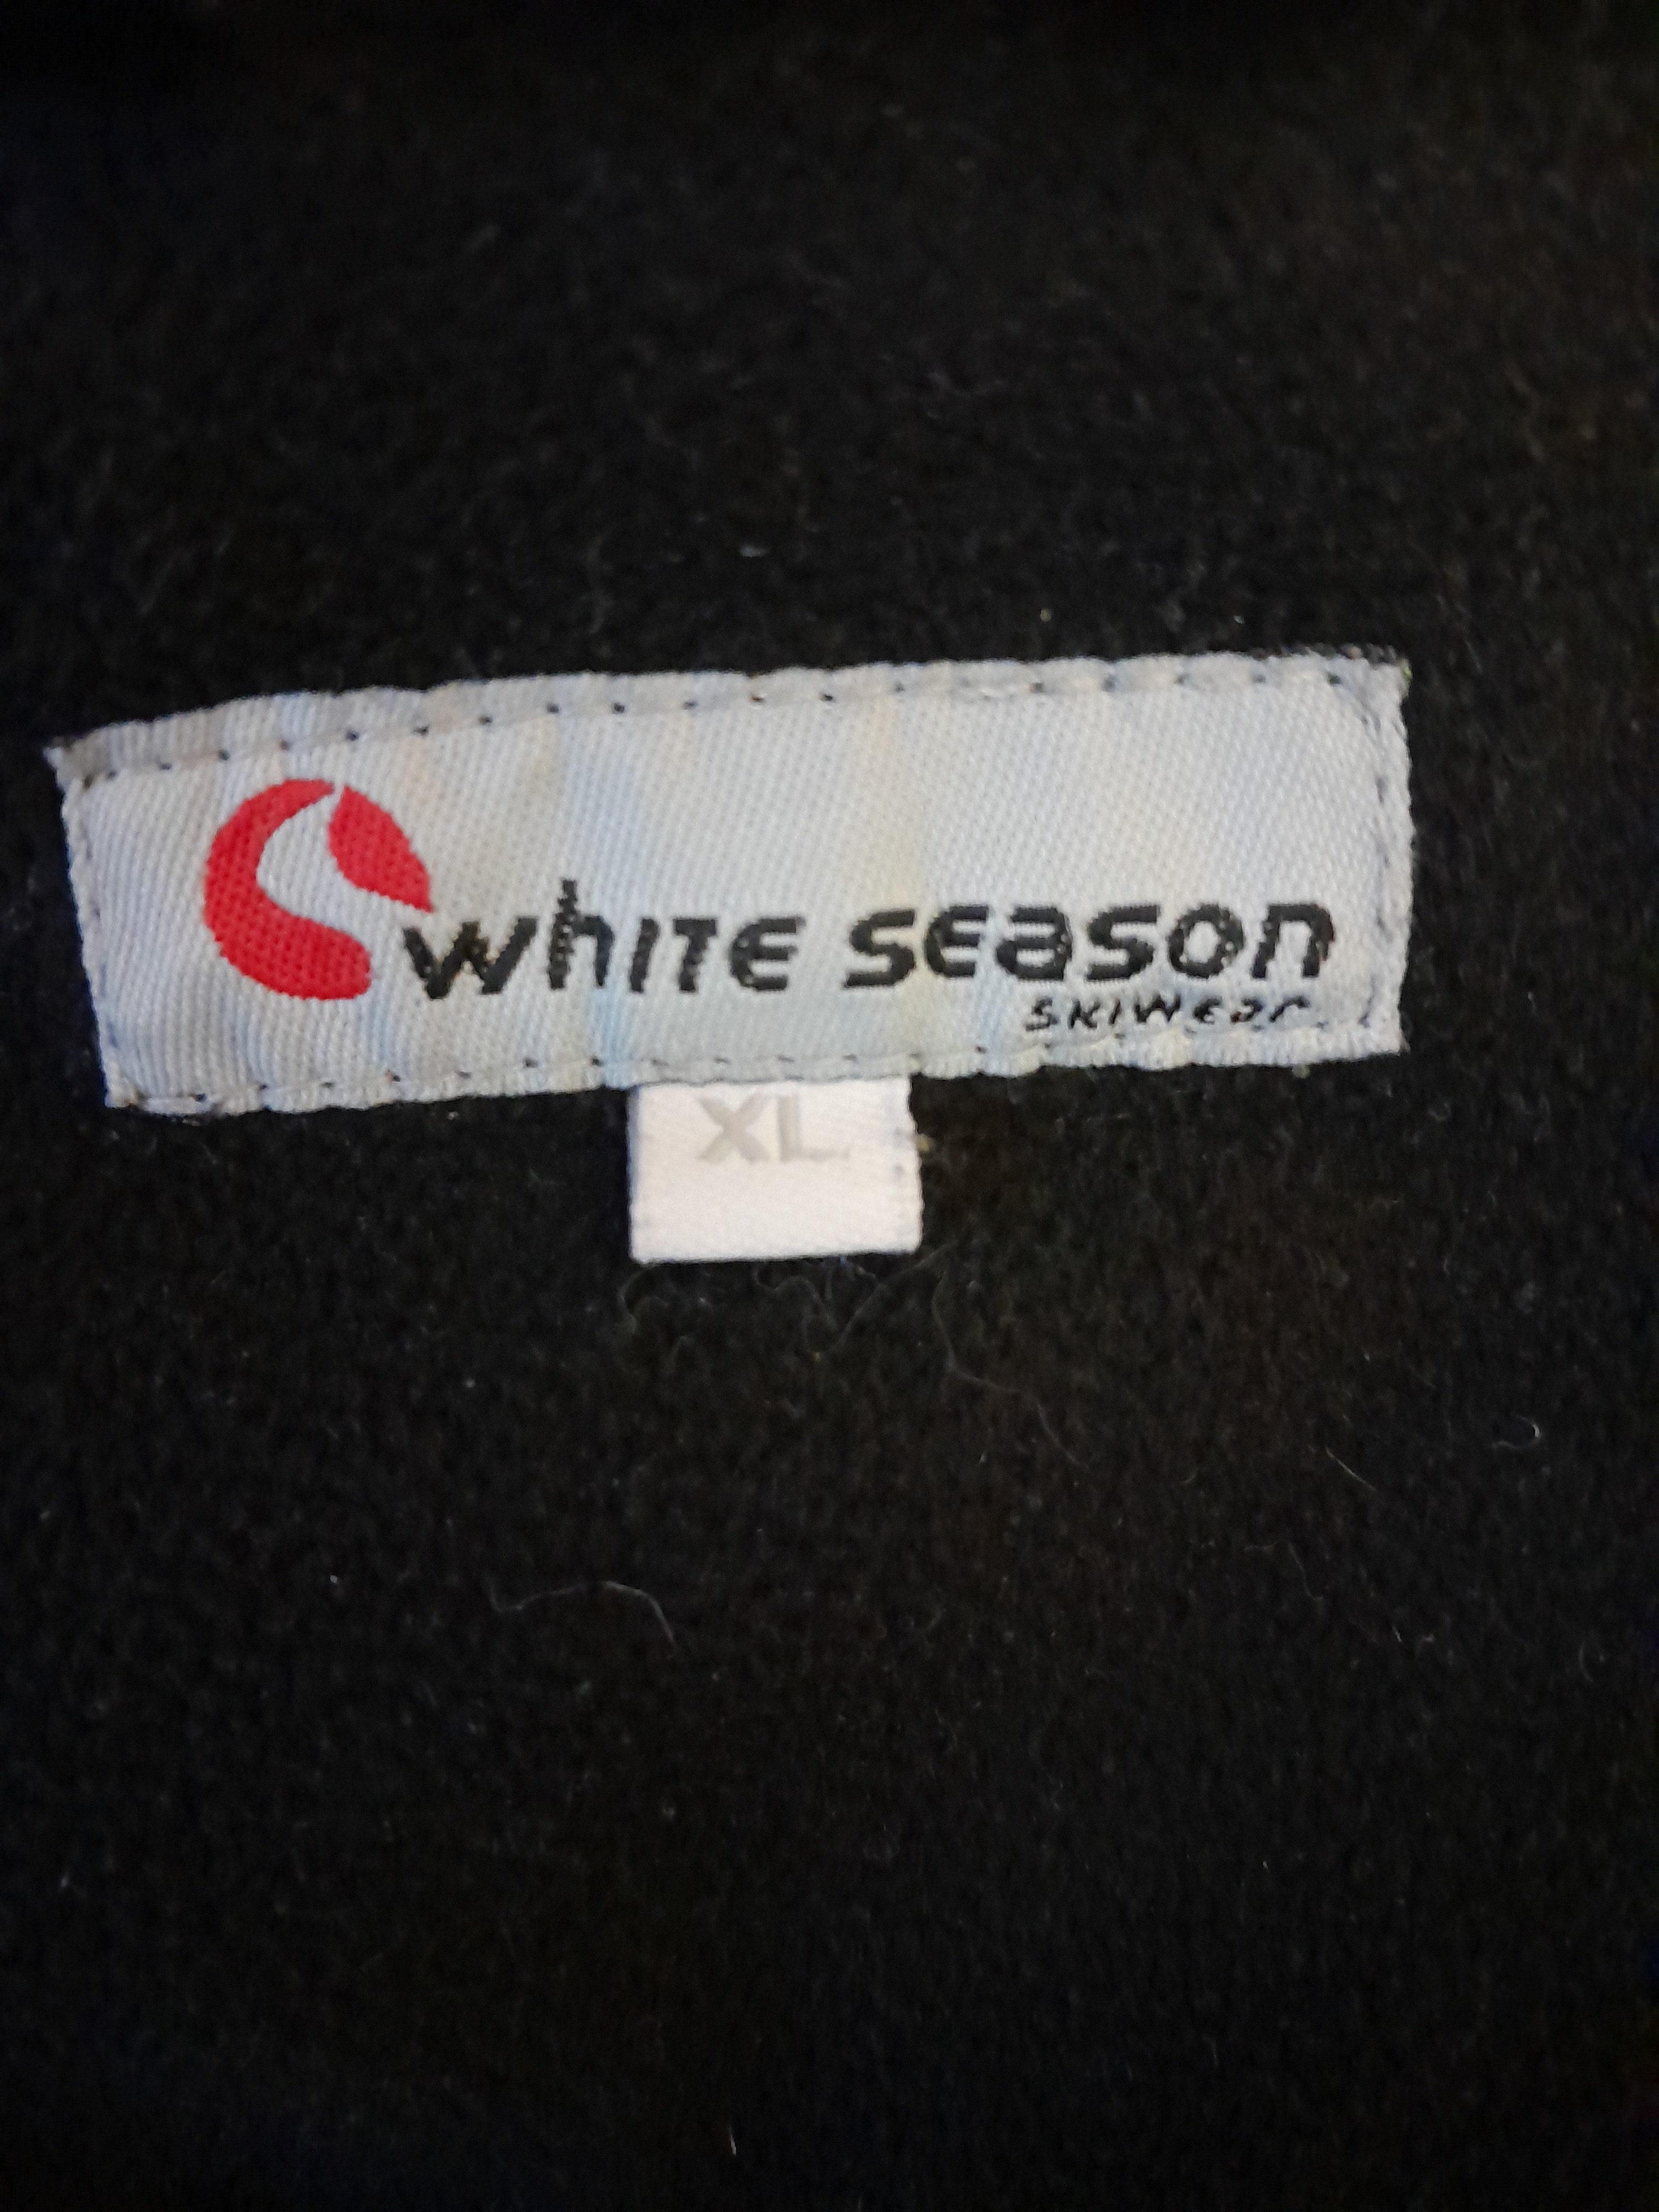 white season
skiwear
XL